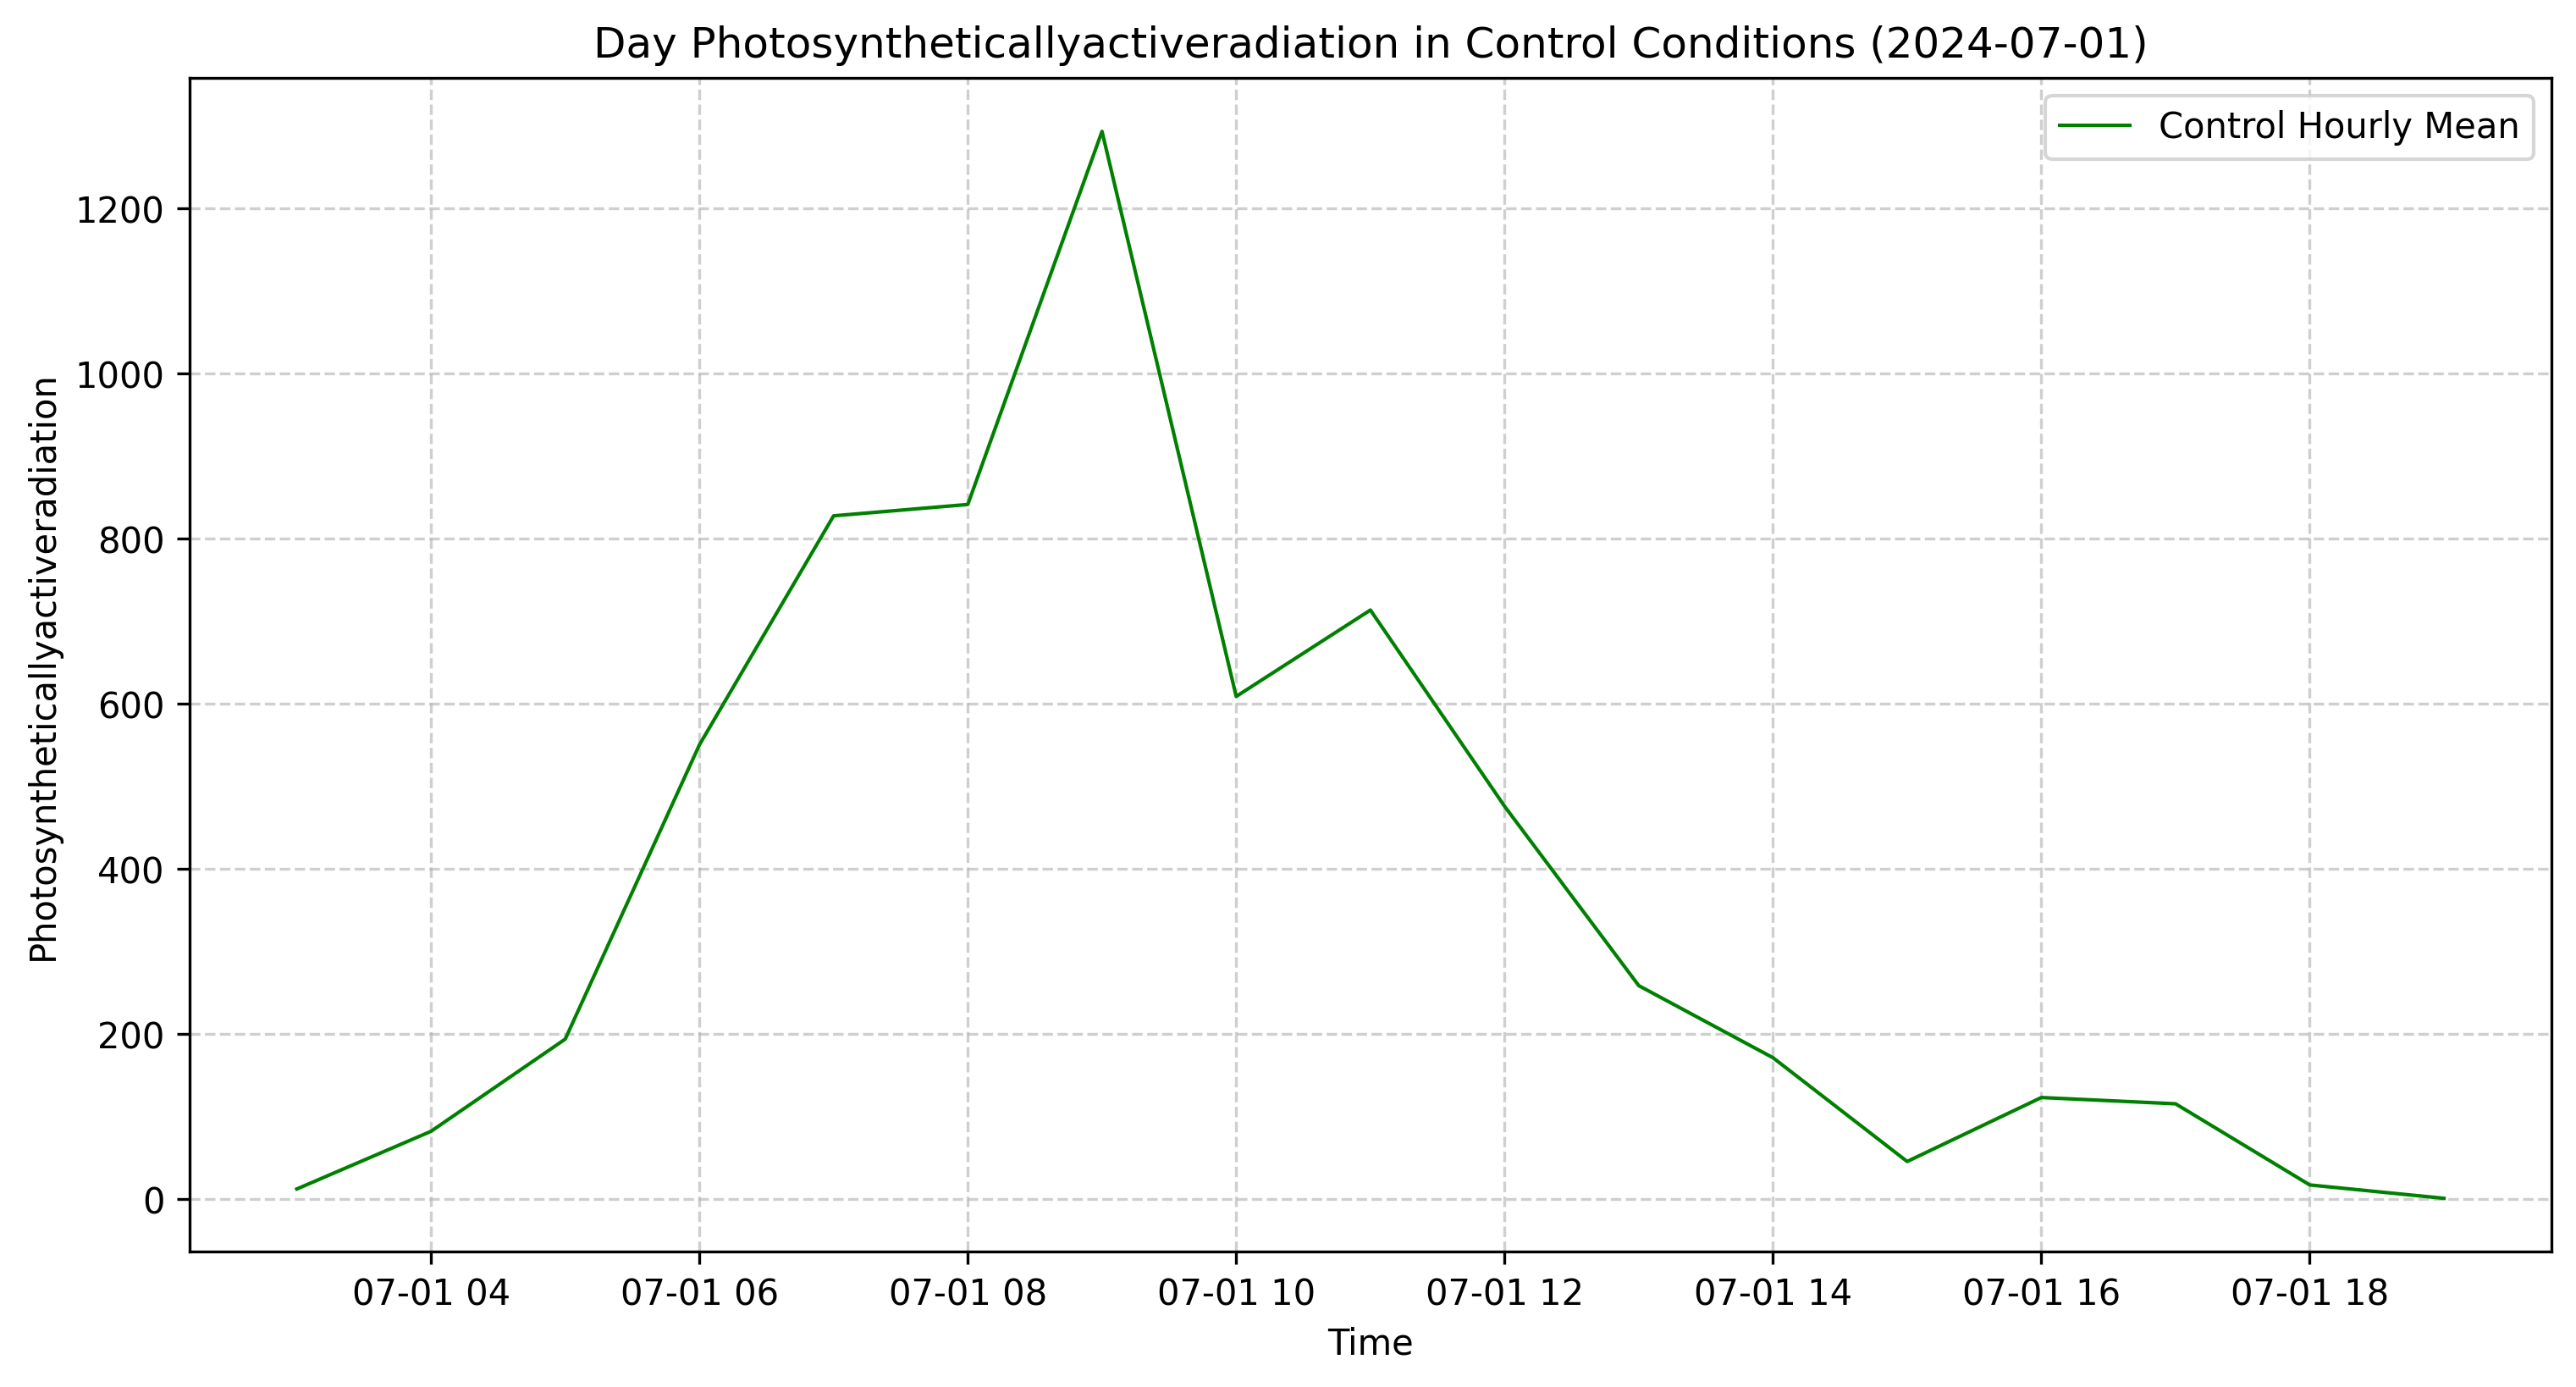 Day Photosyntheticallyactiveradiation in Control Conditions (2024-07-01)
Control Hourly Mean
Photosyntheticallyactiveradiation
1200
1000
800
600
400
200
0
07-01 04 07-01 06 07-01 08 07-01 10 07-01 12 07-01 14 07-01 16 07-01 18
Time